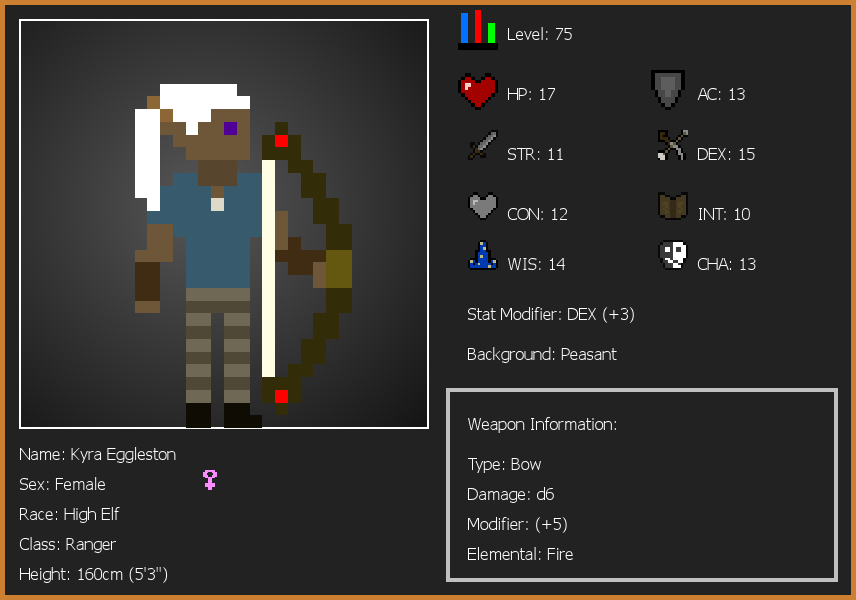 Level: 75
HP: 17
AC: 13
STR: 11
DEX: 15
CON: 12
INT: 10
WIS: 14
CHA: 13
Stat Modifier: DEX (+3)
Background: Peasant
Weapon Information:
Type: Bow
Damage: d6
Modifier: (+5)
Elemental: Fire
Name: Kyra Eggleston
Sex: Female
Race: High Elf
Class: Ranger
Height: 160cm (5'3")